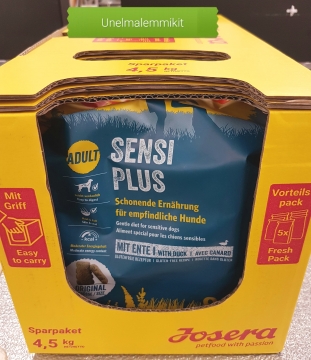 Unelmalemmikit
Sparpaket
4,5 kg
ADULT
SENSI
PLUS
Schonende Ernährung
für empfindliche Hunde
Gentle diet for sensitive dogs
Aliment spécial pour les chiens sensibles
MIT ENTE | WITH DUCK | AVEC CANARD
ORIGINAL
Mit
Griff
Easy
to carry
Vorteils
pack
5x
Fresh
Pack
Sparpaket
4,5 kg
Josera
petfood with passion